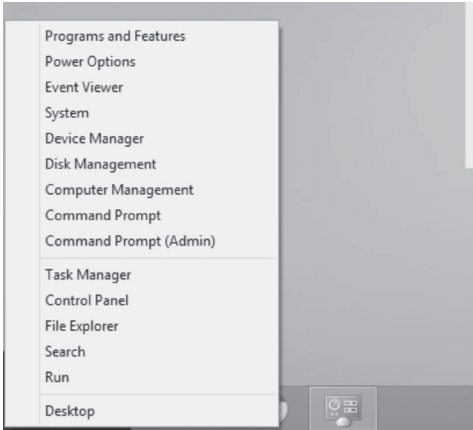 Programs and Features
Power Options
Event Viewer
System
Device Manager
Disk Management
Computer Management
Command Prompt
Command Prompt (Admin)
Task Manager
Control Panel
File Explorer
Search
Run
Desktop